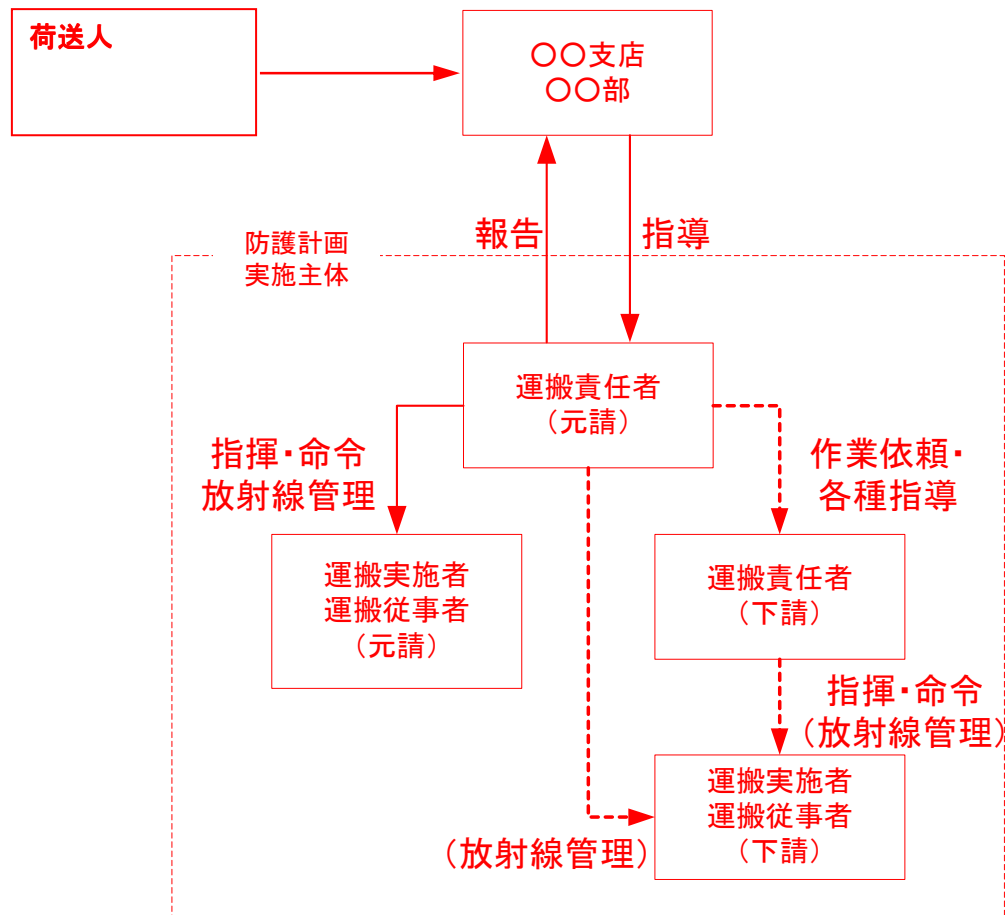 荷送人
〇〇支店
〇〇部
報告
指導
防護計画
実施主体
運搬責任者
（元請）
指揮・命令
放射線管理
作業依頼・
各種指導
運搬実施者
運搬従事者
（元請）
運搬責任者
（下請）
指揮・命令
（放射線管理）
運搬実施者
運搬従事者
（下請）
（放射線管理）